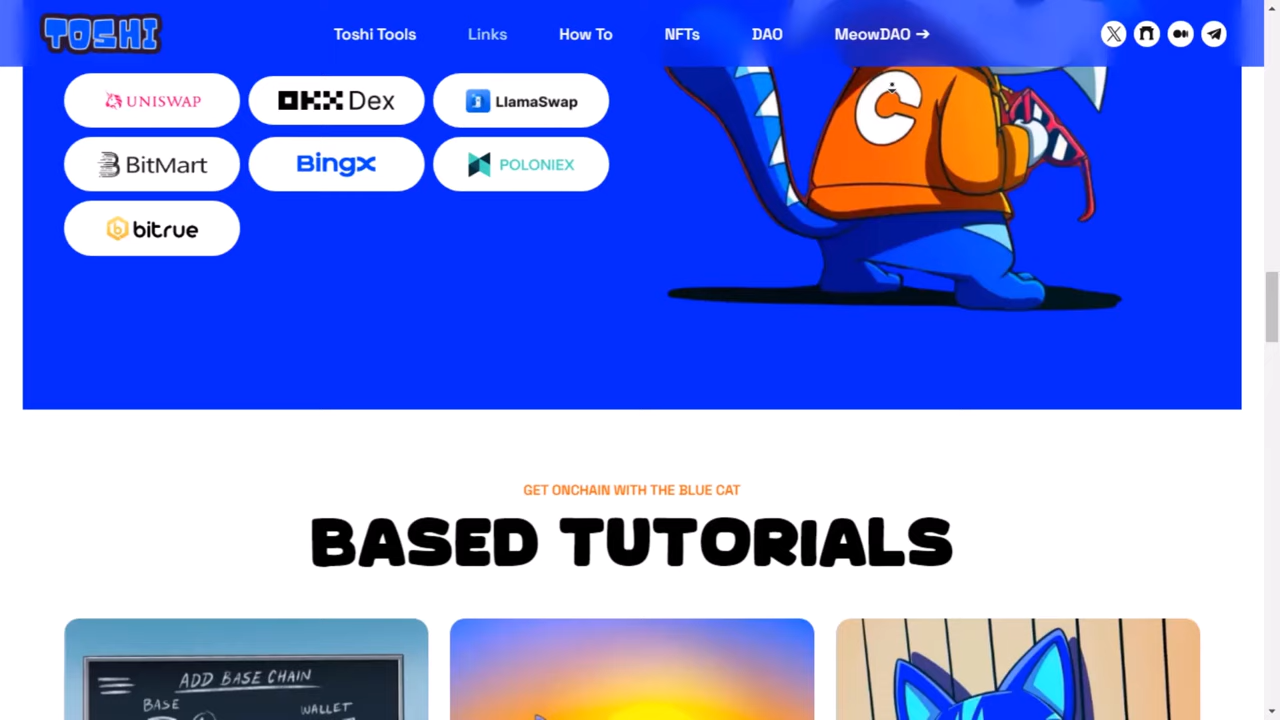 TOSHI
Toshi Tools
Links
How To
NFTs
DAO
MeowDAO →
UNISWAP
OKX Dex
LlamaSwap
BitMart
Bingx
POLONIEX
bitrue
C
GET ONCHAIN WITH THE BLUE CAT
BASED TUTORIALS
ADD BASE CHAIN
BASE
WALLET